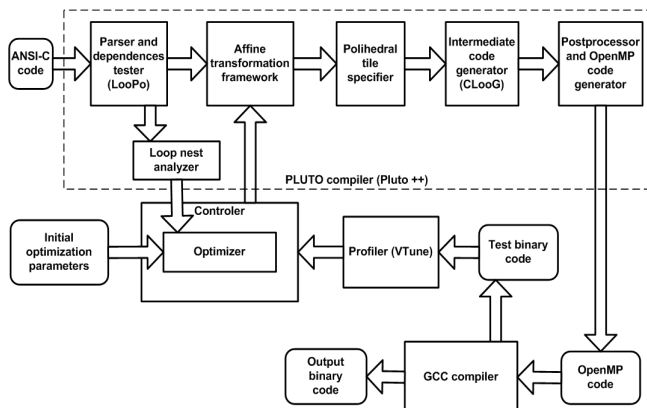 ANSI-C
code
Parser and
dependences
tester
(LooPo)
Affine
transformation
framework
Polihedral
tile
specifier
Intermediate
code
generator
(CLooG)
Postprocessor
and OpenMP
code
generator
Loop nest
analyzer
PLUTO compiler (Pluto ++)
Controler
Initial
optimization
parameters
Optimizer
Profiler (VTune)
Test binary
code
Output
binary
code
GCC compiler
OpenMP
code